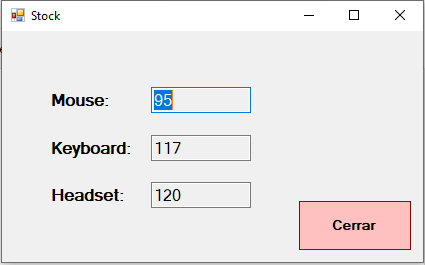 Stock
Mouse: 95
Keyboard: 117
Headset: 120
Cerrar